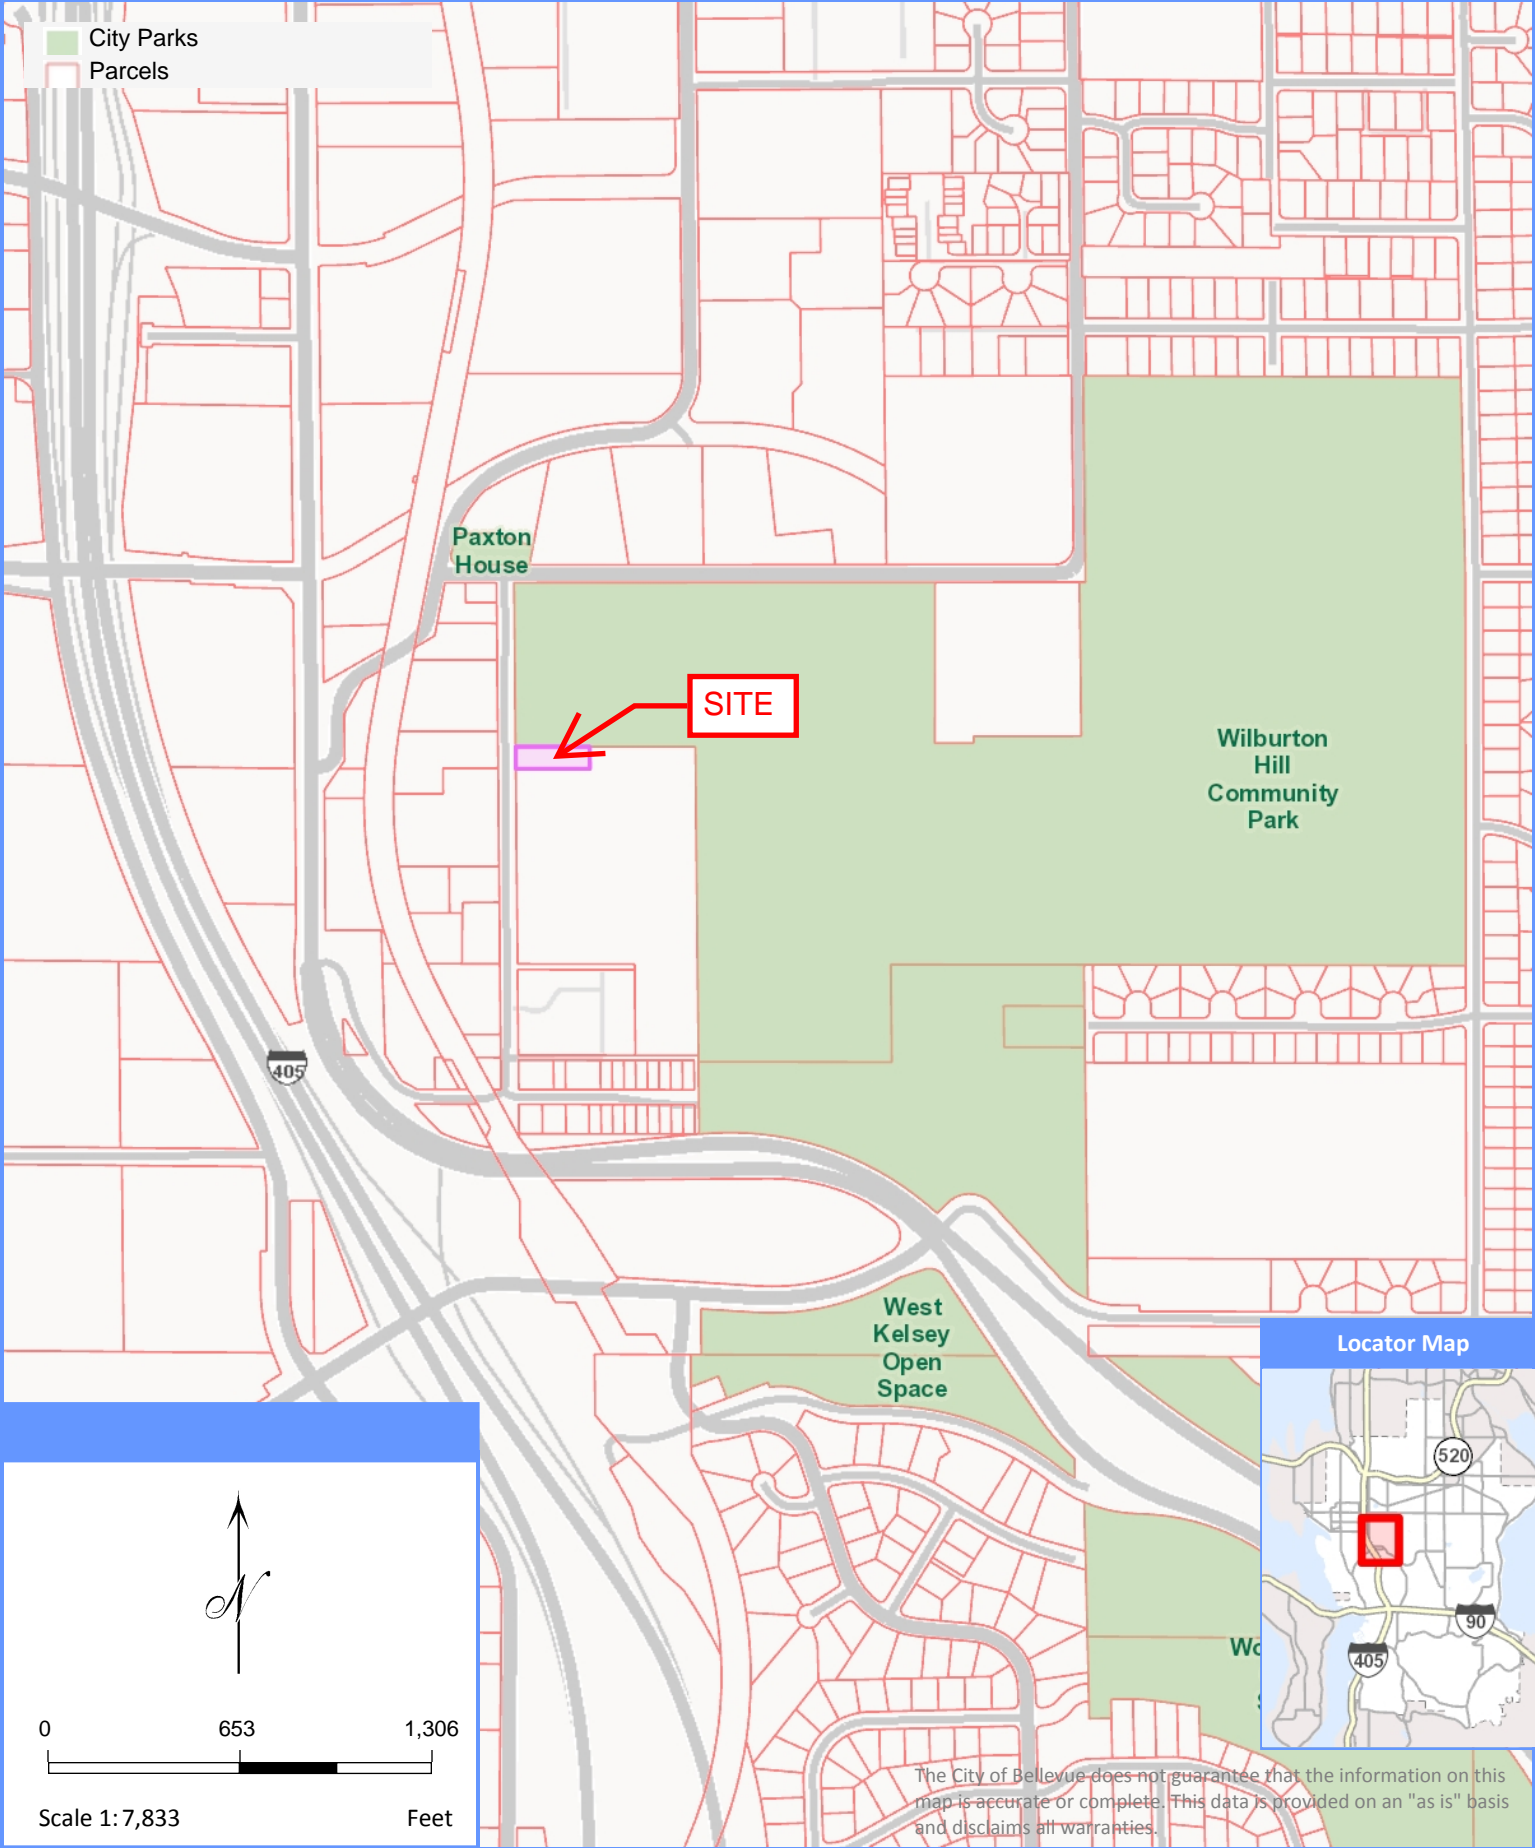 City Parks
Parcels
Paxton
House
SITE
Wilburton
Hill
Community
Park
405
West
Kelsey
Open
Space
Locator Map
520
90
405
N
0 653 1,306
Scale 1: 7,833 Feet
The City of Bellevue does not guarantee that the information on this
map is accurate or complete. This data is provided on an "as is" basis
and disclaims all warranties.